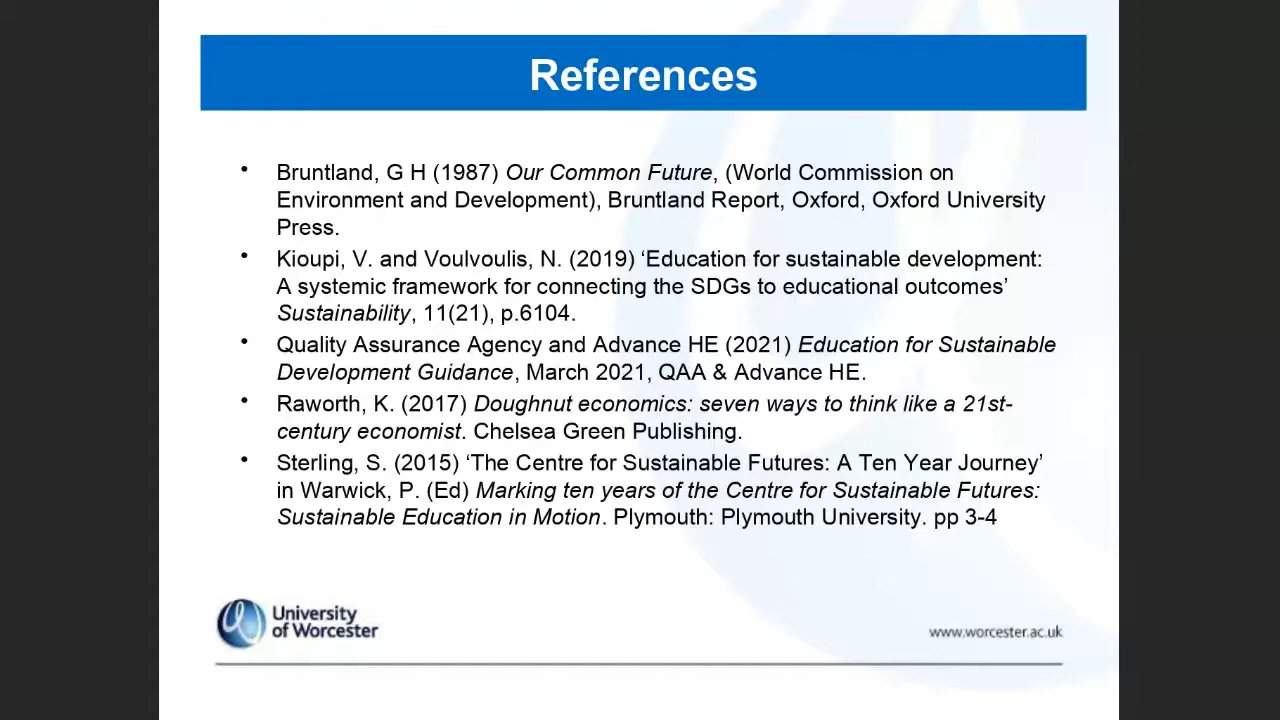 References
• Bruntland, G H (1987) Our Common Future, (World Commission on
Environment and Development), Bruntland Report, Oxford, Oxford University
Press.
• Kioupi, V. and Voulvoulis, N. (2019) ‘Education for sustainable development:
A systemic framework for connecting the SDGs to educational outcomes’
Sustainability, 11(21), p.6104.
• Quality Assurance Agency and Advance HE (2021) Education for Sustainable
Development Guidance, March 2021, QAA & Advance HE.
• Raworth, K. (2017) Doughnut economics: seven ways to think like a 21st-
century economist. Chelsea Green Publishing.
• Sterling, S. (2015) ‘The Centre for Sustainable Futures: A Ten Year Journey’
in Warwick, P. (Ed) Marking ten years of the Centre for Sustainable Futures:
Sustainable Education in Motion. Plymouth: Plymouth University. pp 3-4
University
of Worcester
www.worcester.ac.uk